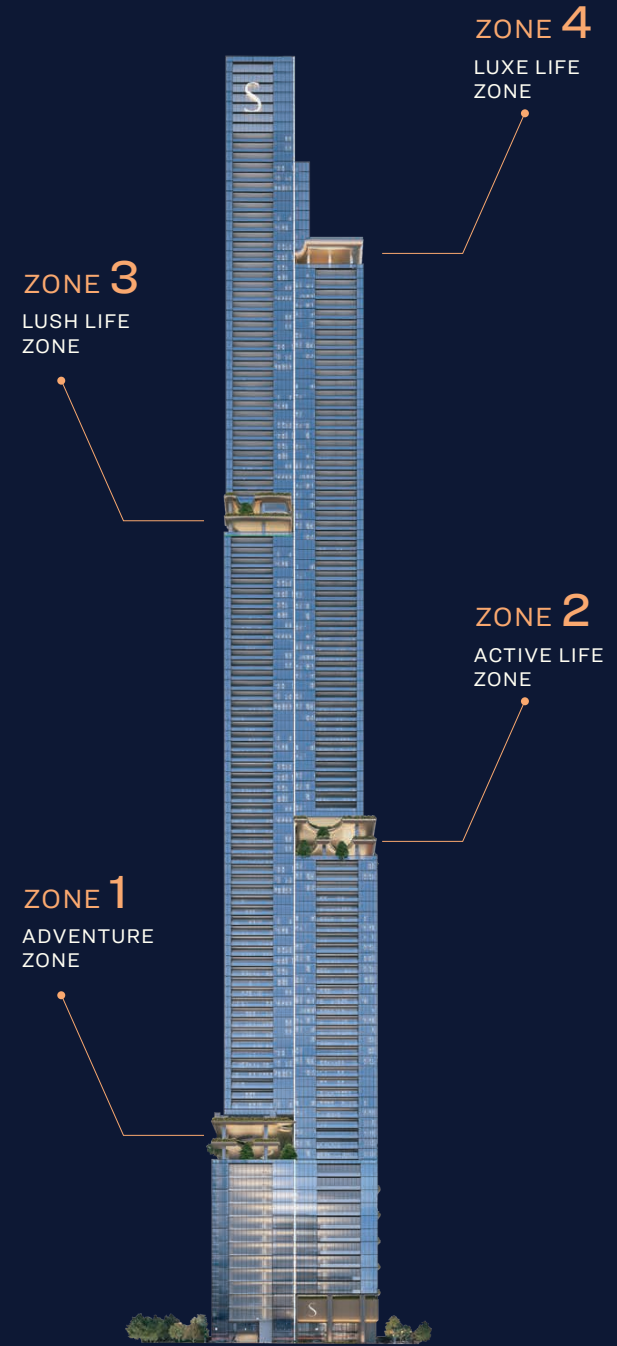 ZONE 4
LUXE LIFE
ZONE
S
ZONE 3
LUSH LIFE
ZONE
ZONE 2
ACTIVE LIFE
ZONE
ZONE 1
ADVENTURE
ZONE
S